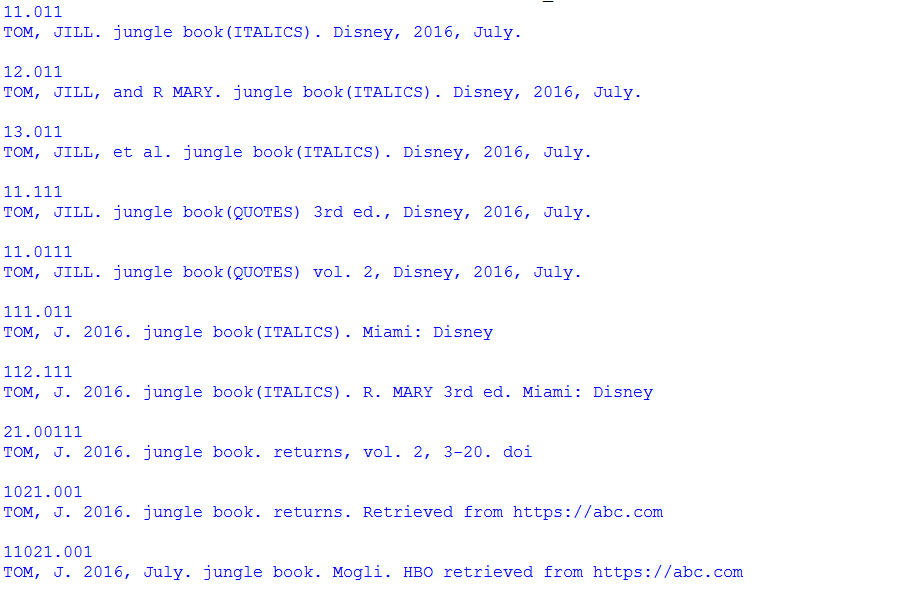 11.011
TOM, JILL. jungle book(ITALICS). Disney, 2016, July.
12.011
TOM, JILL, and R MARY. jungle book(ITALICS). Disney, 2016, July.
13.011
TOM, JILL, et al. jungle book(ITALICS). Disney, 2016, July.
11.111
TOM, JILL. jungle book(QUOTES) 3rd ed., Disney, 2016, July.
11.0111
TOM, JILL. jungle book(QUOTES) vol. 2, Disney, 2016, July.
111.011
TOM, J. 2016. jungle book(ITALICS). Miami: Disney
112.111
TOM, J. 2016. jungle book(ITALICS). R. MARY 3rd ed. Miami: Disney
21.00111
TOM, J. 2016. jungle book. returns, vol. 2, 3-20. doi
1021.001
TOM, J. 2016. jungle book. returns. Retrieved from https://abc.com
11021.001
TOM, J. 2016, July. jungle book. Mogli. HBO retrieved from https://abc.com